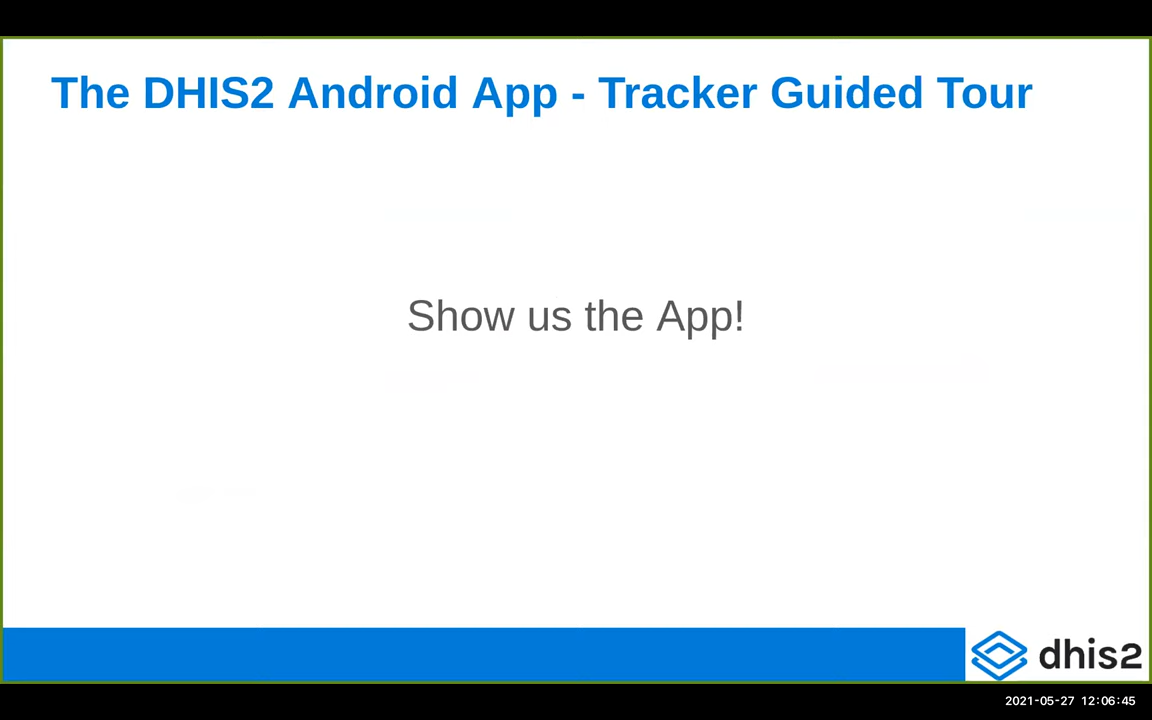 The DHIS2 Android App - Tracker Guided Tour
Show us the App!
dhis2
2021-05-27 12:06:45